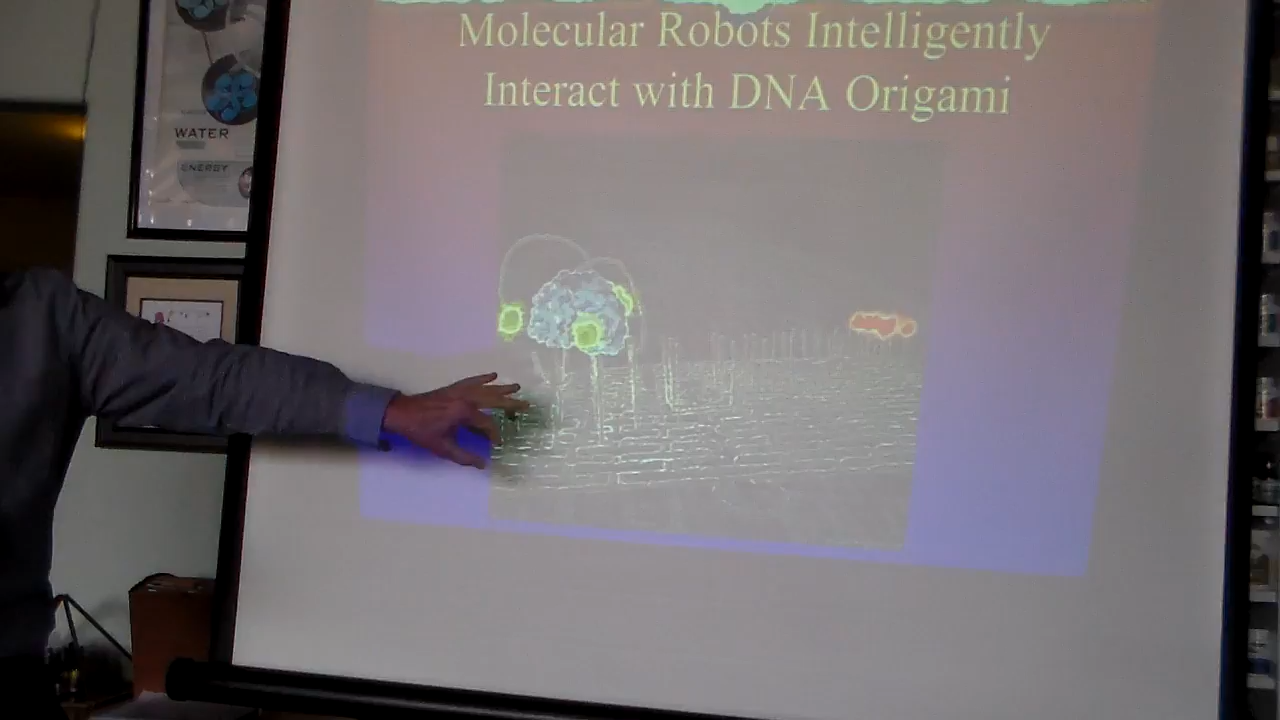 Molecular Robots Intelligently
Interact with DNA Origami
WATER
ENERGY